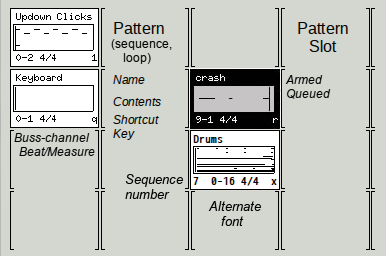 Updown Clicks
0-2 4/4 1
Pattern
(sequence,
loop)
Pattern
Slot
Keyboard
0-1 4/4 q
Name
Contents
Shortcut
Key
crash
9-1 4/4 r
Armed
Queued
Buss-channel
Beat/Measure
Drums
7 0-16 4/4 x
Sequence
number
Alternate
font